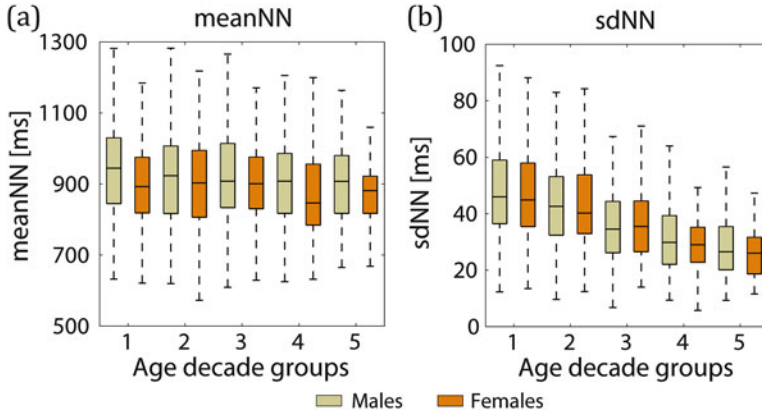 (a) meanNN
1300
1100
900
700
500
meanNN [ms]
1 2 3 4 5
Age decade groups
(b) sdNN
100
80
60
40
20
0
sdNN [ms]
1 2 3 4 5
Age decade groups
Males Females